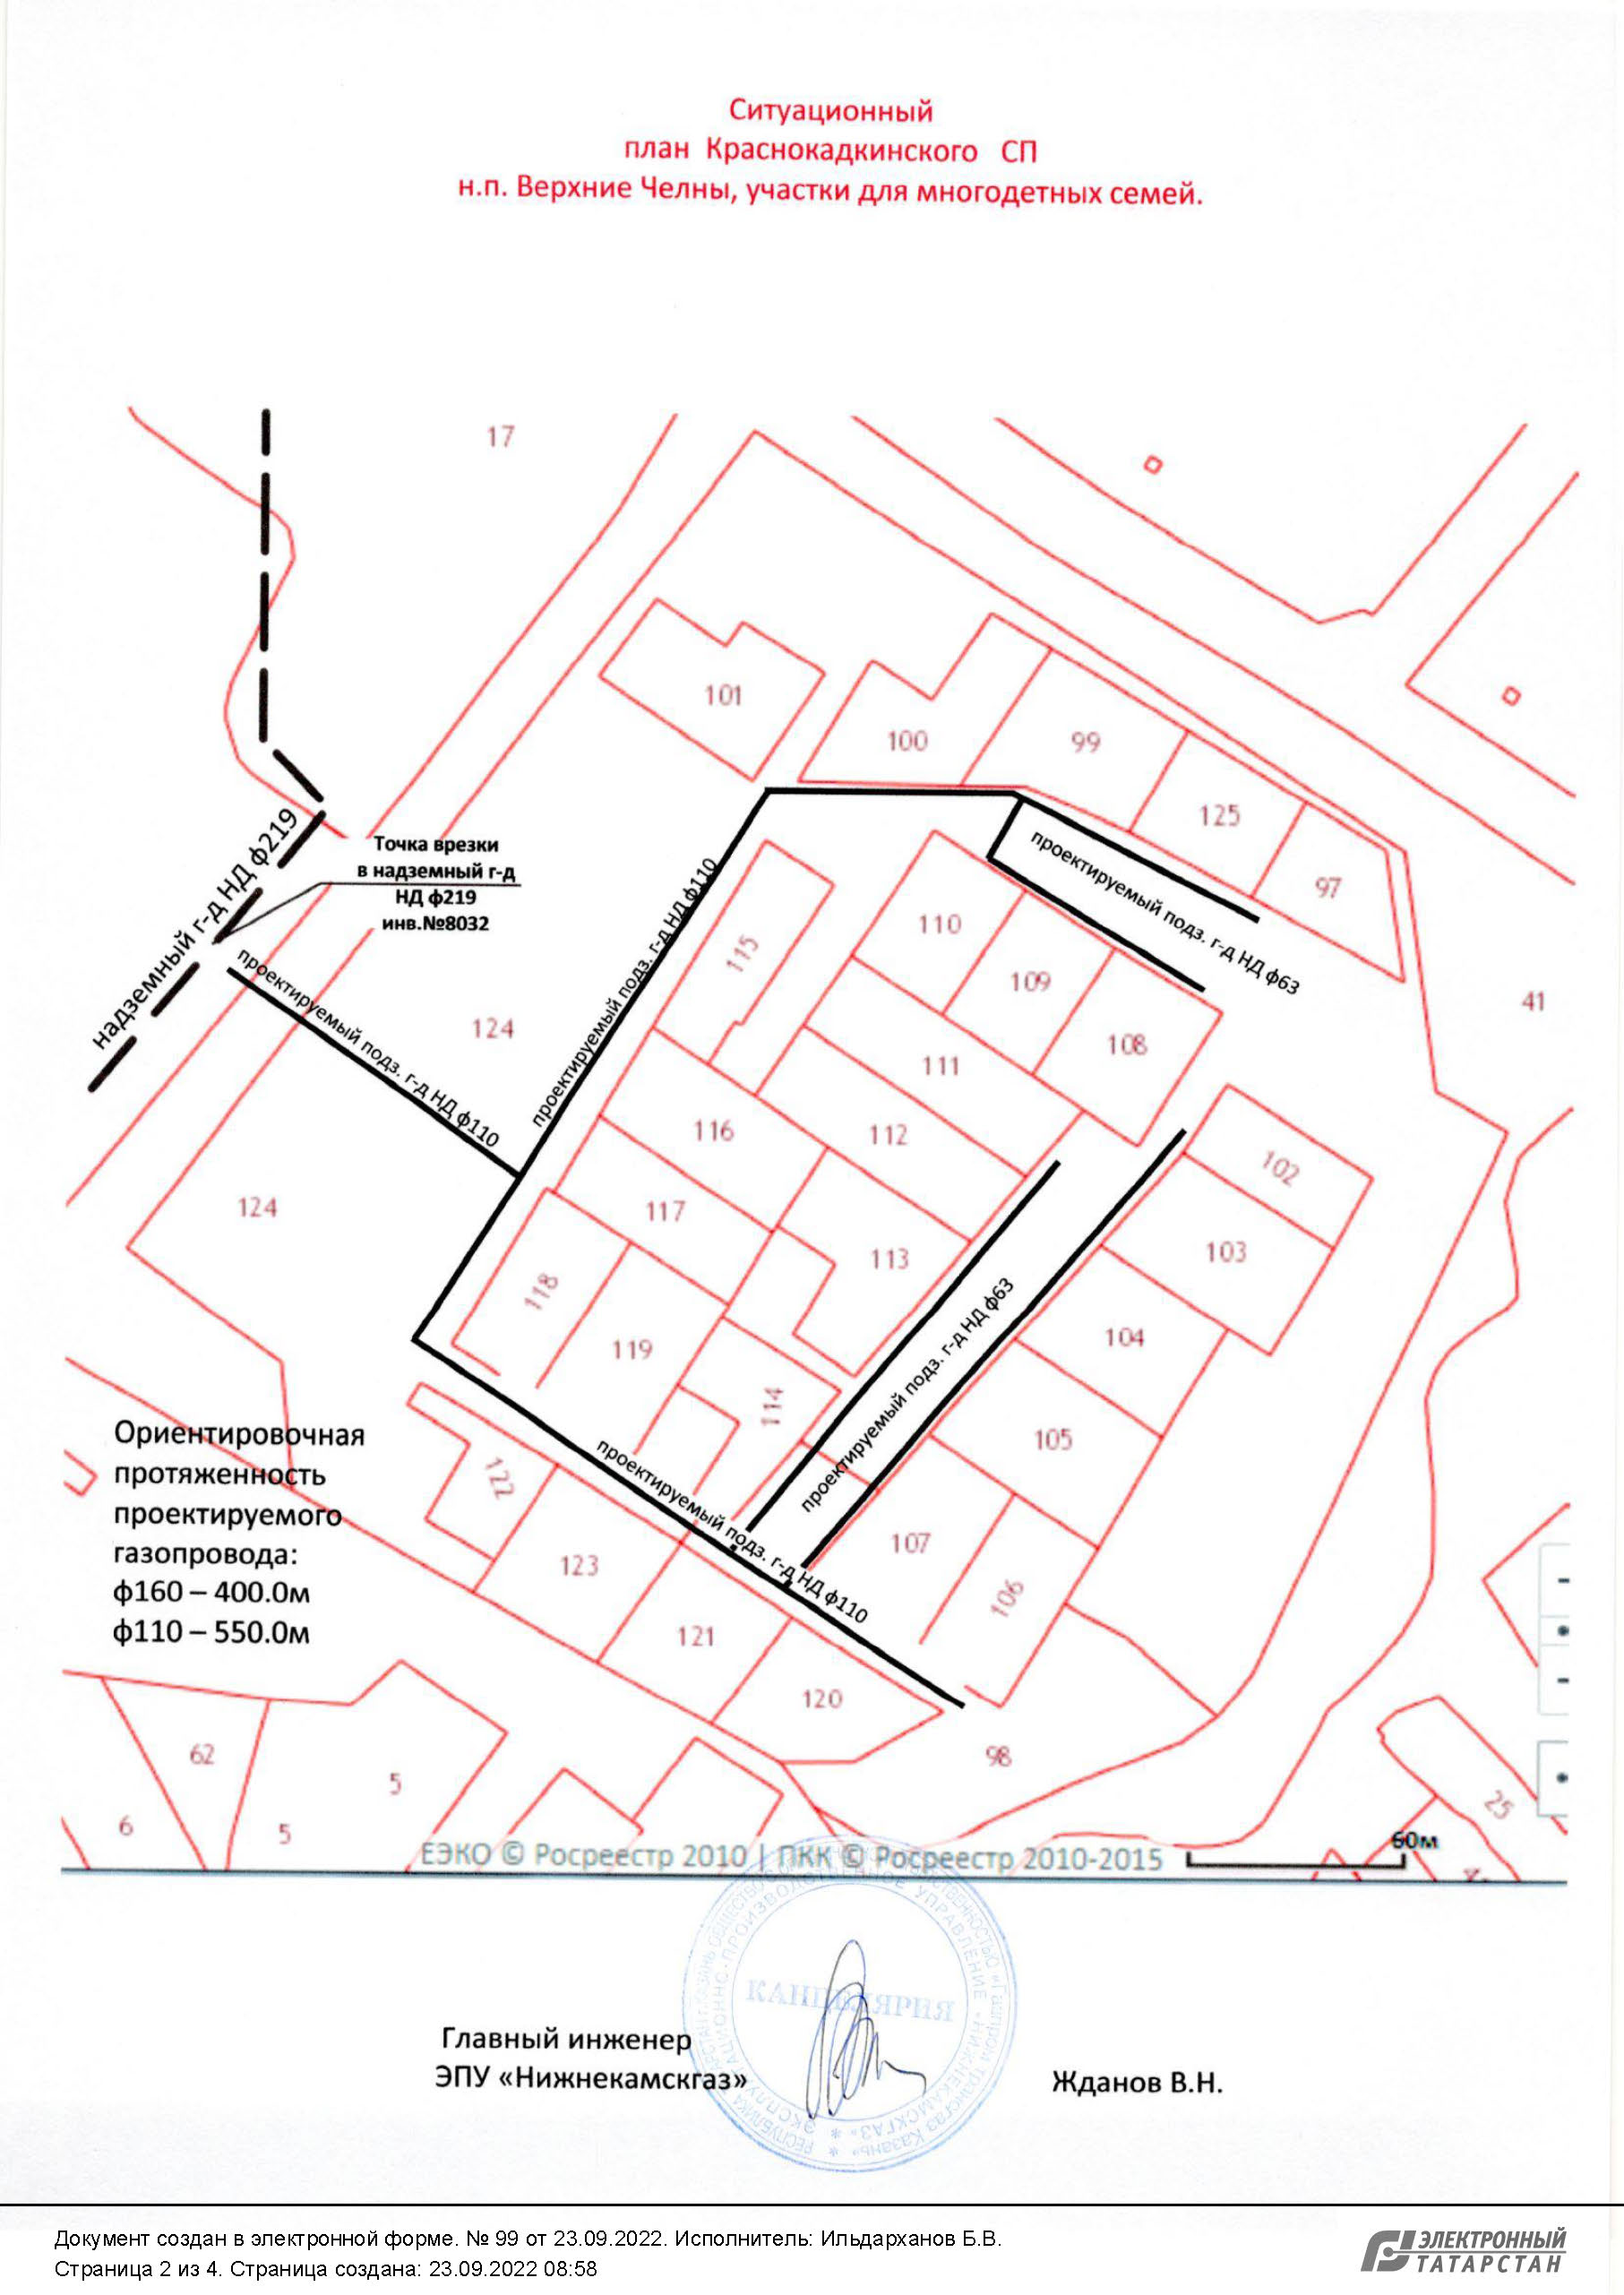 Ситуационный
план Краснокадкинского СП
н.п. Верхние Челны, участки для многодетных семей.
17
101
100
99
125
97
41
надземный г-д НД ф219
Точка врезки
в надземный г-д
НД ф219
инв.№8032
проектируемый подз. г-д НД ф110
проектируемый подз. г-д НД ф110
проектируемый подз. г-д НД ф63
124
115
110
109
108
111
116
112
102
124
117
113
103
118
119
104
114
проектируемый подз. г-д НД ф63
105
122
проектируемый подз. г-д НД ф110
123
107
106
121
120
98
Ориентировочная
протяженность
проектируемого
газопровода:
ф160 – 400.0м
ф110 – 550.0м
62
5
6
5
25
60м
ЕЭКО © Росреестр 2010 | ПКК © Росреестр 2010-2015
КАНЦЕЛЯРИЯ
Главный инженер
ЭПУ «Нижнекамскгаз»
Жданов В.Н.
Документ создан в электронной форме. № 99 от 23.09.2022. Исполнитель: Ильдарханов Б.В.
Страница 2 из 4. Страница создана: 23.09.2022 08:58
ЭЛЕКТРОННЫЙ
ТАТАРСТАН